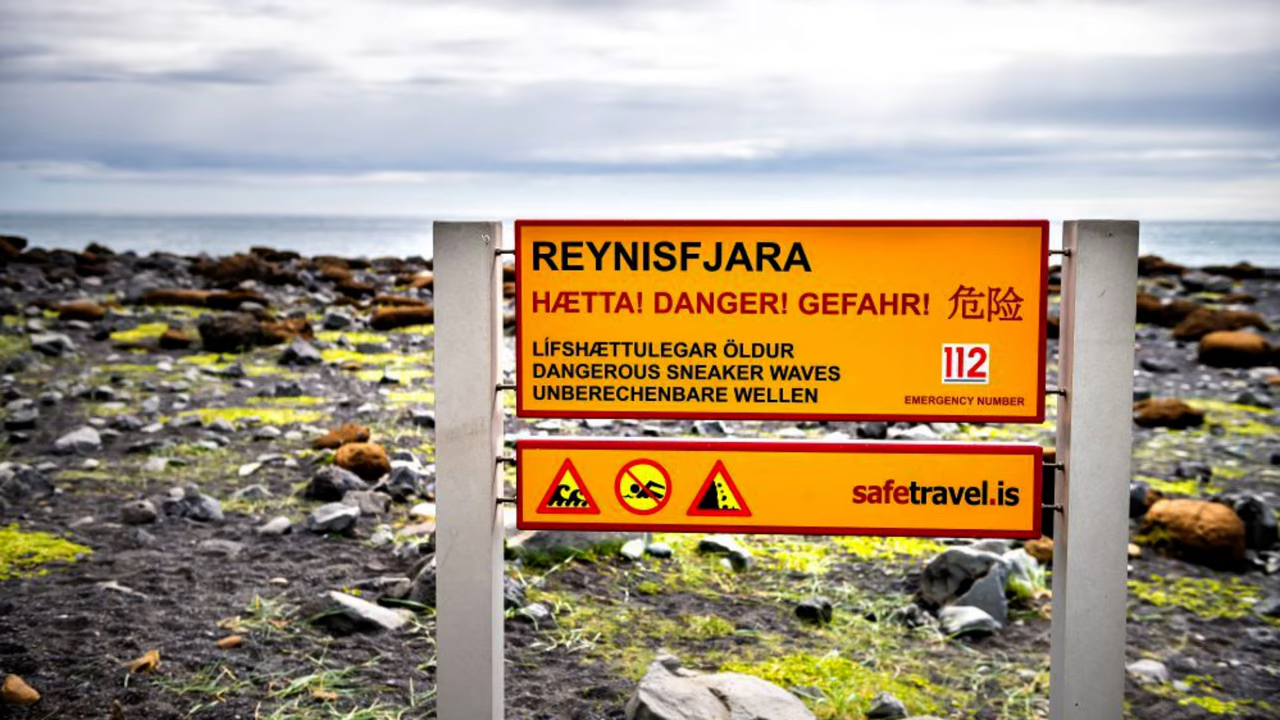 REYNISFJARA
HÆTTA! DANGER! GEFAHR! 危险
LÍFSHÆTTULEGAR ÖLDUR
DANGEROUS SNEAKER WAVES
UNBERECHENBARE WELLEN
112
EMERGENCY NUMBER
safetravel.is